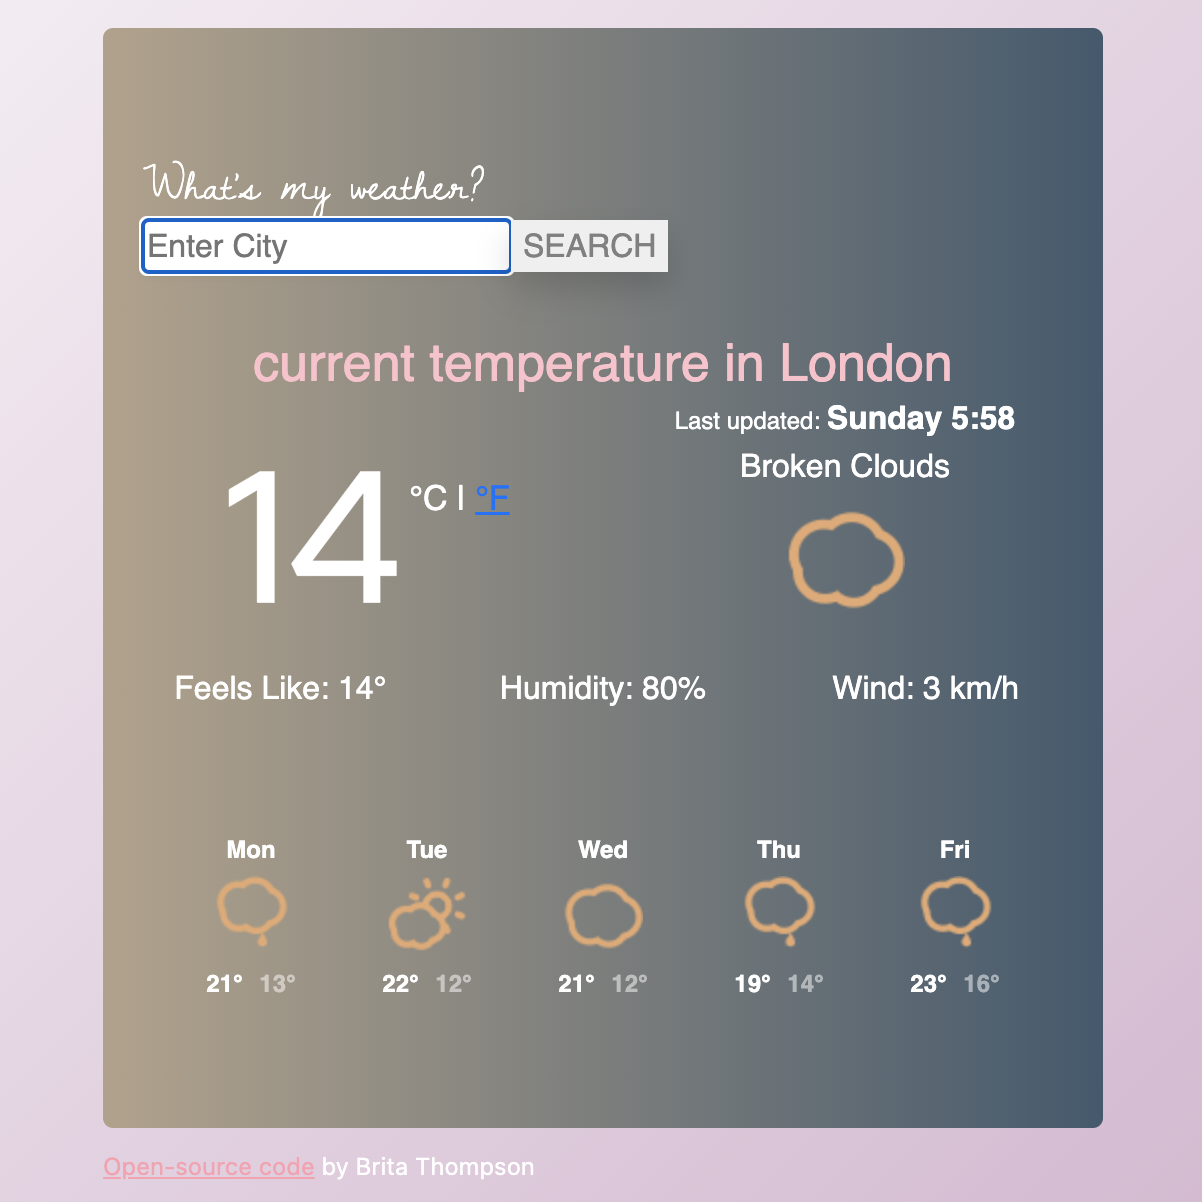 What's my weather?
Enter City SEARCH
current temperature in London
Last updated: Sunday 5:58
Broken Clouds
14 °C | °F
Feels Like: 14° Humidity: 80% Wind: 3 km/h
Mon Tue Wed Thu Fri
21° 13° 22° 12° 21° 12° 19° 14° 23° 16°
Open-source code by Brita Thompson